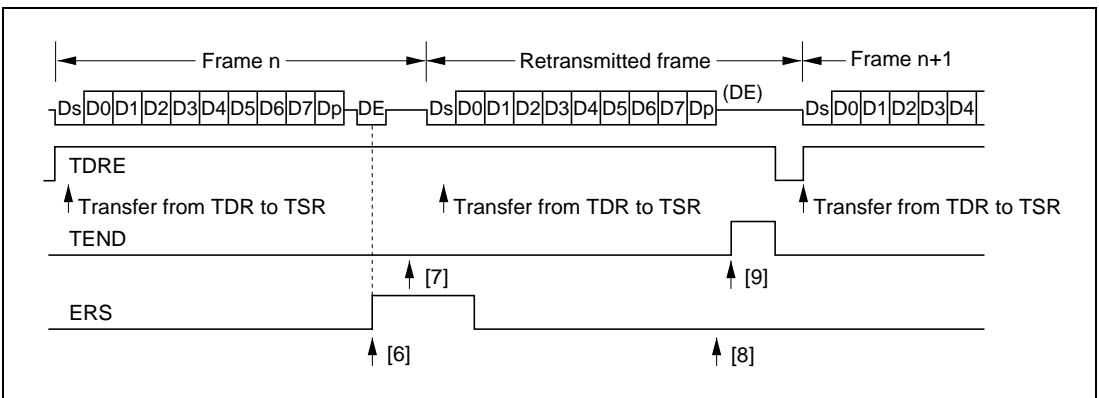 Frame n Retransmitted frame Frame n+1
Ds D0 D1 D2 D3 D4 D5 D6 D7 Dp DE Ds D0 D1 D2 D3 D4 D5 D6 D7 Dp (DE) Ds D0 D1 D2 D3 D4
TDRE
Transfer from TDR to TSR Transfer from TDR to TSR Transfer from TDR to TSR
TEND
[7] [9]
ERS
[6] [8]